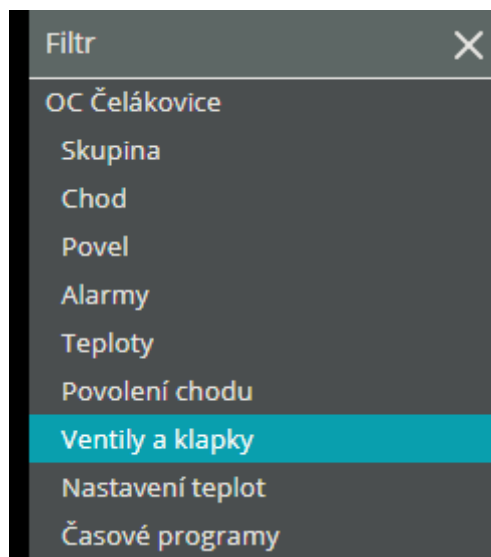 Filtr
OC Čelákovice
Skupina
Chod
Povel
Alarmy
Teploty
Povolení chodu
Ventily a klapky
Nastavení teplot
Časové programy